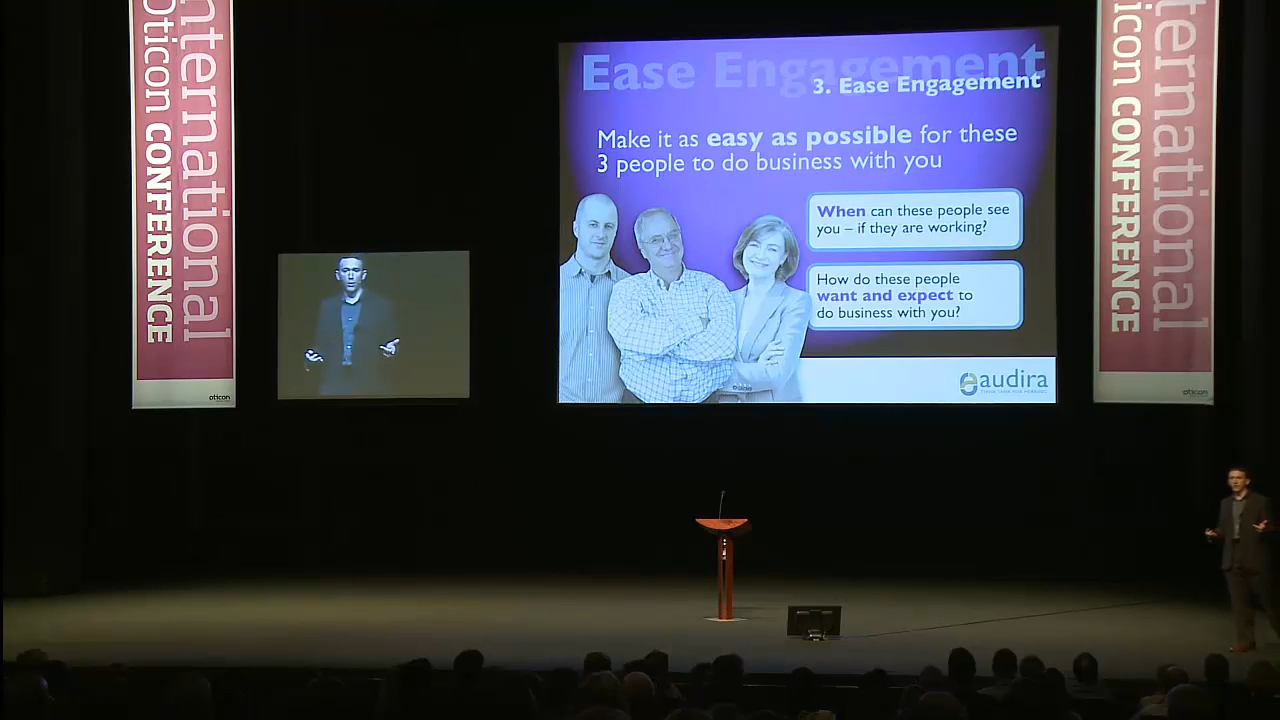 International
Oticon CONFERENCE
oticon
Ease Engagement
3. Ease Engagement
Make it as easy as possible for these
3 people to do business with you
When can these people see
you – if they are working?
How do these people
want and expect to
do business with you?
audira
nternational
ticon CONFERENCE
oticon